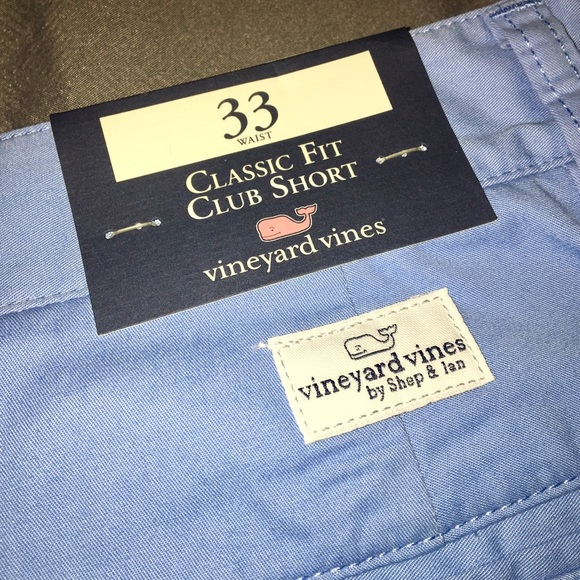 33
WAIST
CLASSIC FIT
CLUB SHORT
vineyard vines
vineyard vines
by Shep & Ian